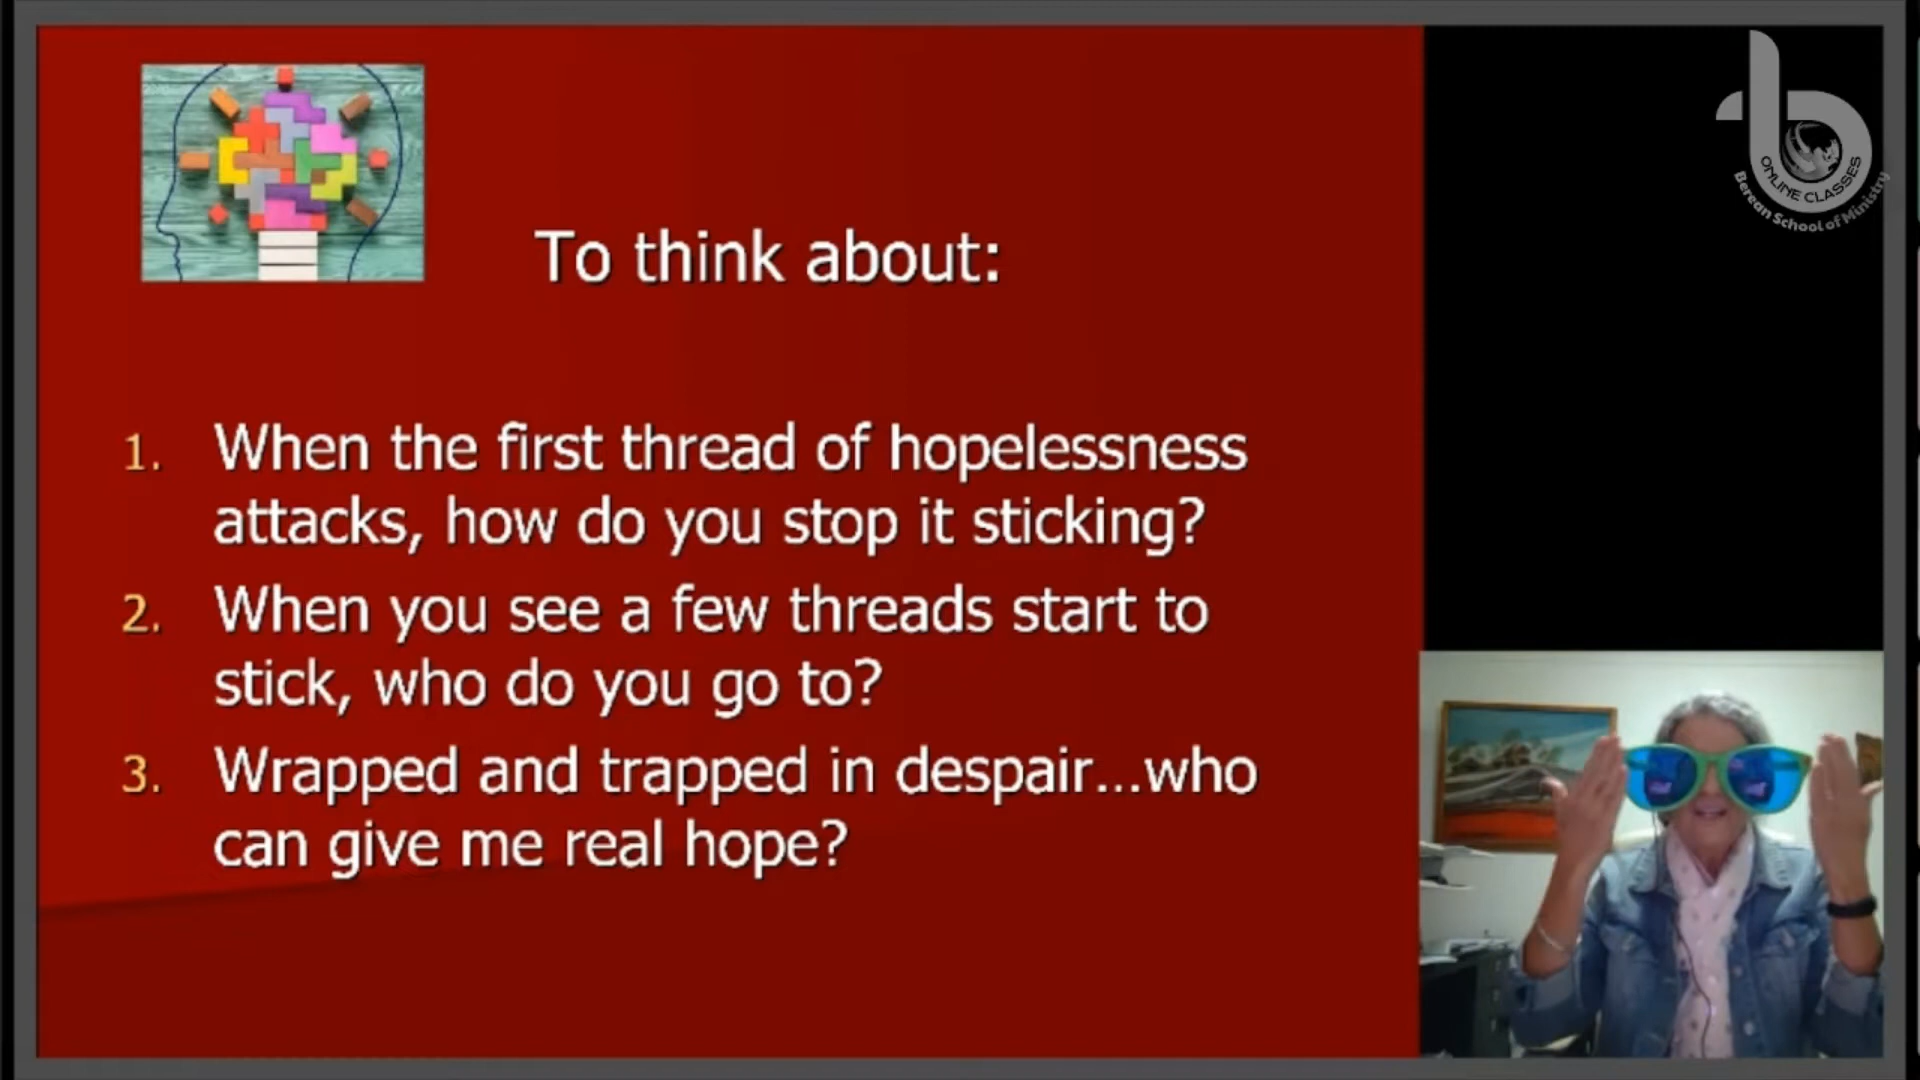 To think about:
1. When the first thread of hopelessness
attacks, how do you stop it sticking?
2. When you see a few threads start to
stick, who do you go to?
3. Wrapped and trapped in despair...who
can give me real hope?
b
ONLINE CLASSES
Berean School of Ministry